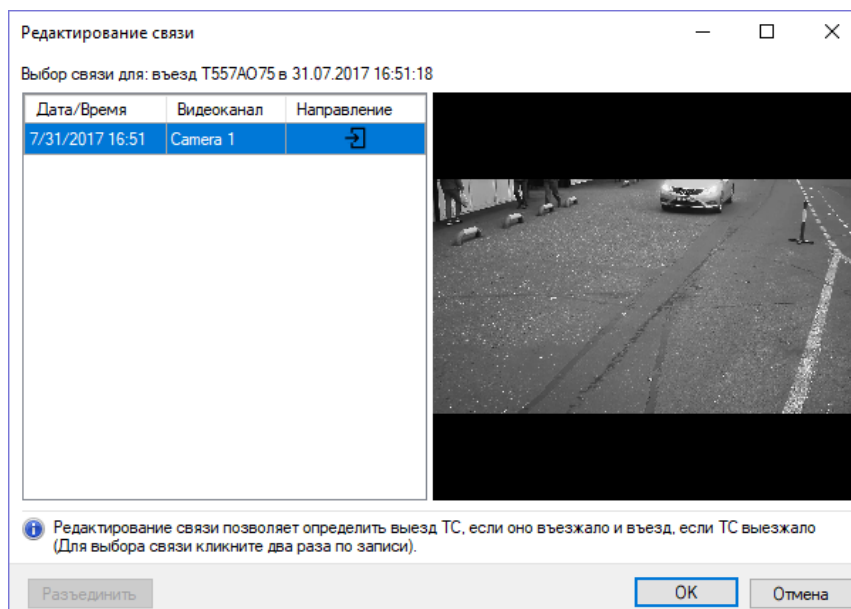 Редактирование связи
Выбор связи для: въезд Т557АО75 в 31.07.2017 16:51:18
Дата/Время Видеоканал Направление
7/31/2017 16:51 Camera 1
Редактирование связи позволяет определить выезд ТС, если оно въезжало и въезд, если ТС выезжало
(Для выбора связи кликните два раза по записи).
Разъединить OK Отмена